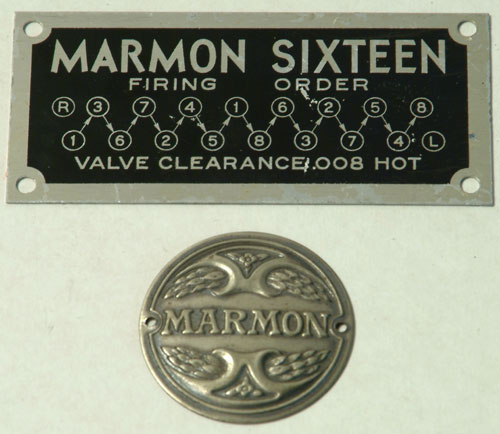 MARMON SIXTEEN
FIRING ORDER
R 3 7 4 1 6 2 5 8
1 6 2 5 8 3 7 4 L
VALVE CLEARANCE .008 HOT
MARMON